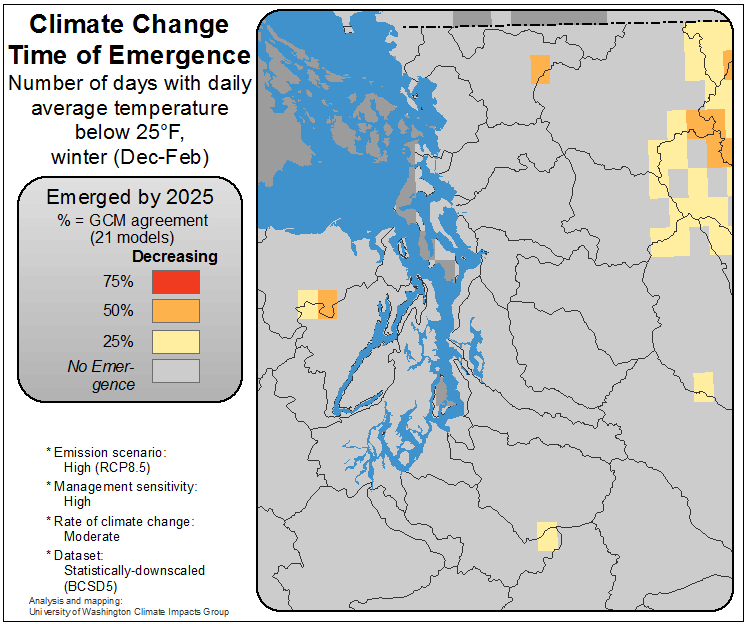 Climate Change
Time of Emergence
Number of days with daily
average temperature
below 25°F,
winter (Dec-Feb)
Emerged by 2025
% = GCM agreement
(21 models)
Decreasing
75%
50%
25%
No Emer-
gence
* Emission scenario:
High (RCP8.5)
* Management sensitivity:
High
* Rate of climate change:
Moderate
* Dataset:
Statistically-downscaled
(BCSD5)
Analysis and mapping:
University of Washington Climate Impacts Group